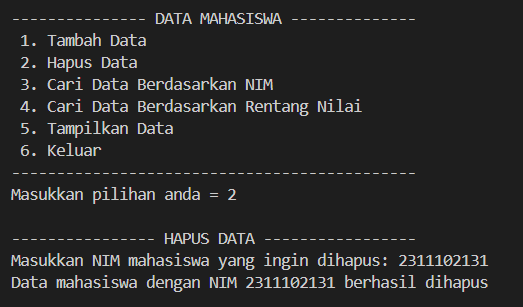 --------------- DATA MAHASISWA --------------
1. Tambah Data
2. Hapus Data
3. Cari Data Berdasarkan NIM
4. Cari Data Berdasarkan Rentang Nilai
5. Tampilkan Data
6. Keluar
---------------------------------------------
Masukkan pilihan anda = 2
---------------- HAPUS DATA -----------------
Masukkan NIM mahasiswa yang ingin dihapus: 2311102131
Data mahasiswa dengan NIM 2311102131 berhasil dihapus